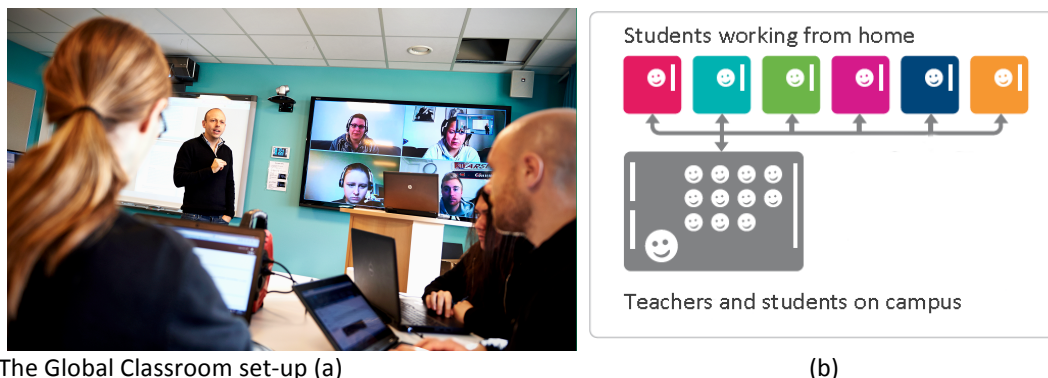 Students working from home
Teachers and students on campus
The Global Classroom set-up (a)
(b)